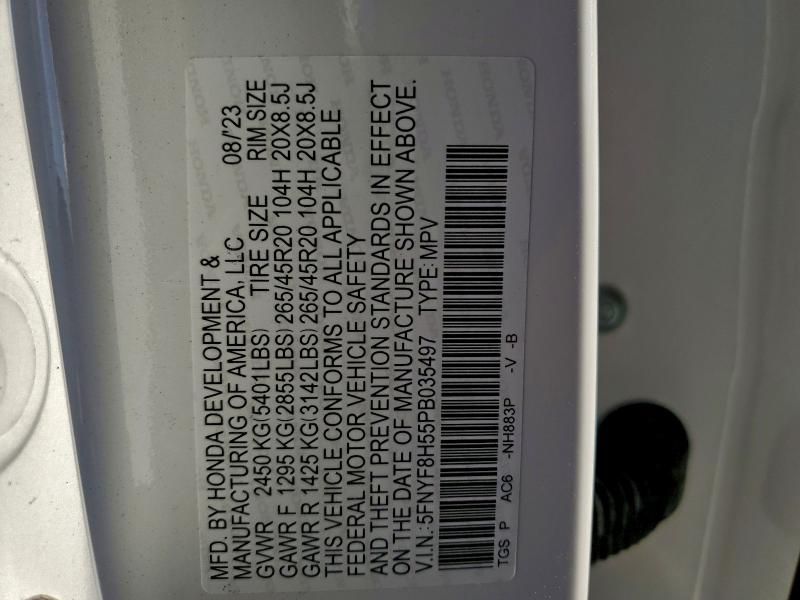 MFD. BY HONDA DEVELOPMENT &
MANUFACTURING OF AMERICA, LLC 08/'23
GVWR 2450 KG(5401LBS) TIRE SIZE RIM SIZE
GAWR F 1295 KG(2855LBS) 265/45R20 104H 20X8.5J
GAWR R 1425 KG(3142LBS) 265/45R20 104H 20X8.5J
THIS VEHICLE CONFORMS TO ALL APPLICABLE
FEDERAL MOTOR VEHICLE SAFETY
AND THEFT PREVENTION STANDARDS IN EFFECT
ON THE DATE OF MANUFACTURE SHOWN ABOVE.
V.I.N.: 5FNYF8H55PB035497 TYPE: MPV
TGS P AC6 -NH883P -V -B